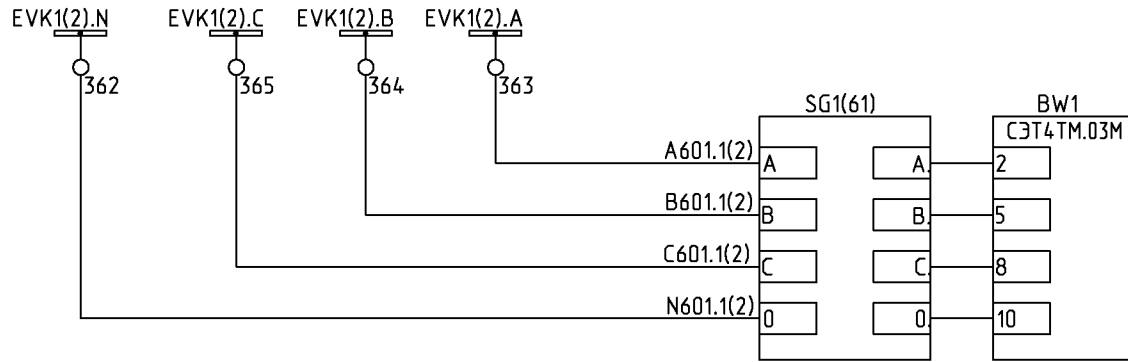 EVK1(2).N EVK1(2).C EVK1(2).B EVK1(2).A
362 365 364 363
SG1(61) BW1
СЭТ4ТМ.03М
A601.1(2) A A. 2
B601.1(2) B B. 5
C601.1(2) C C. 8
N601.1(2) 0 0. 10